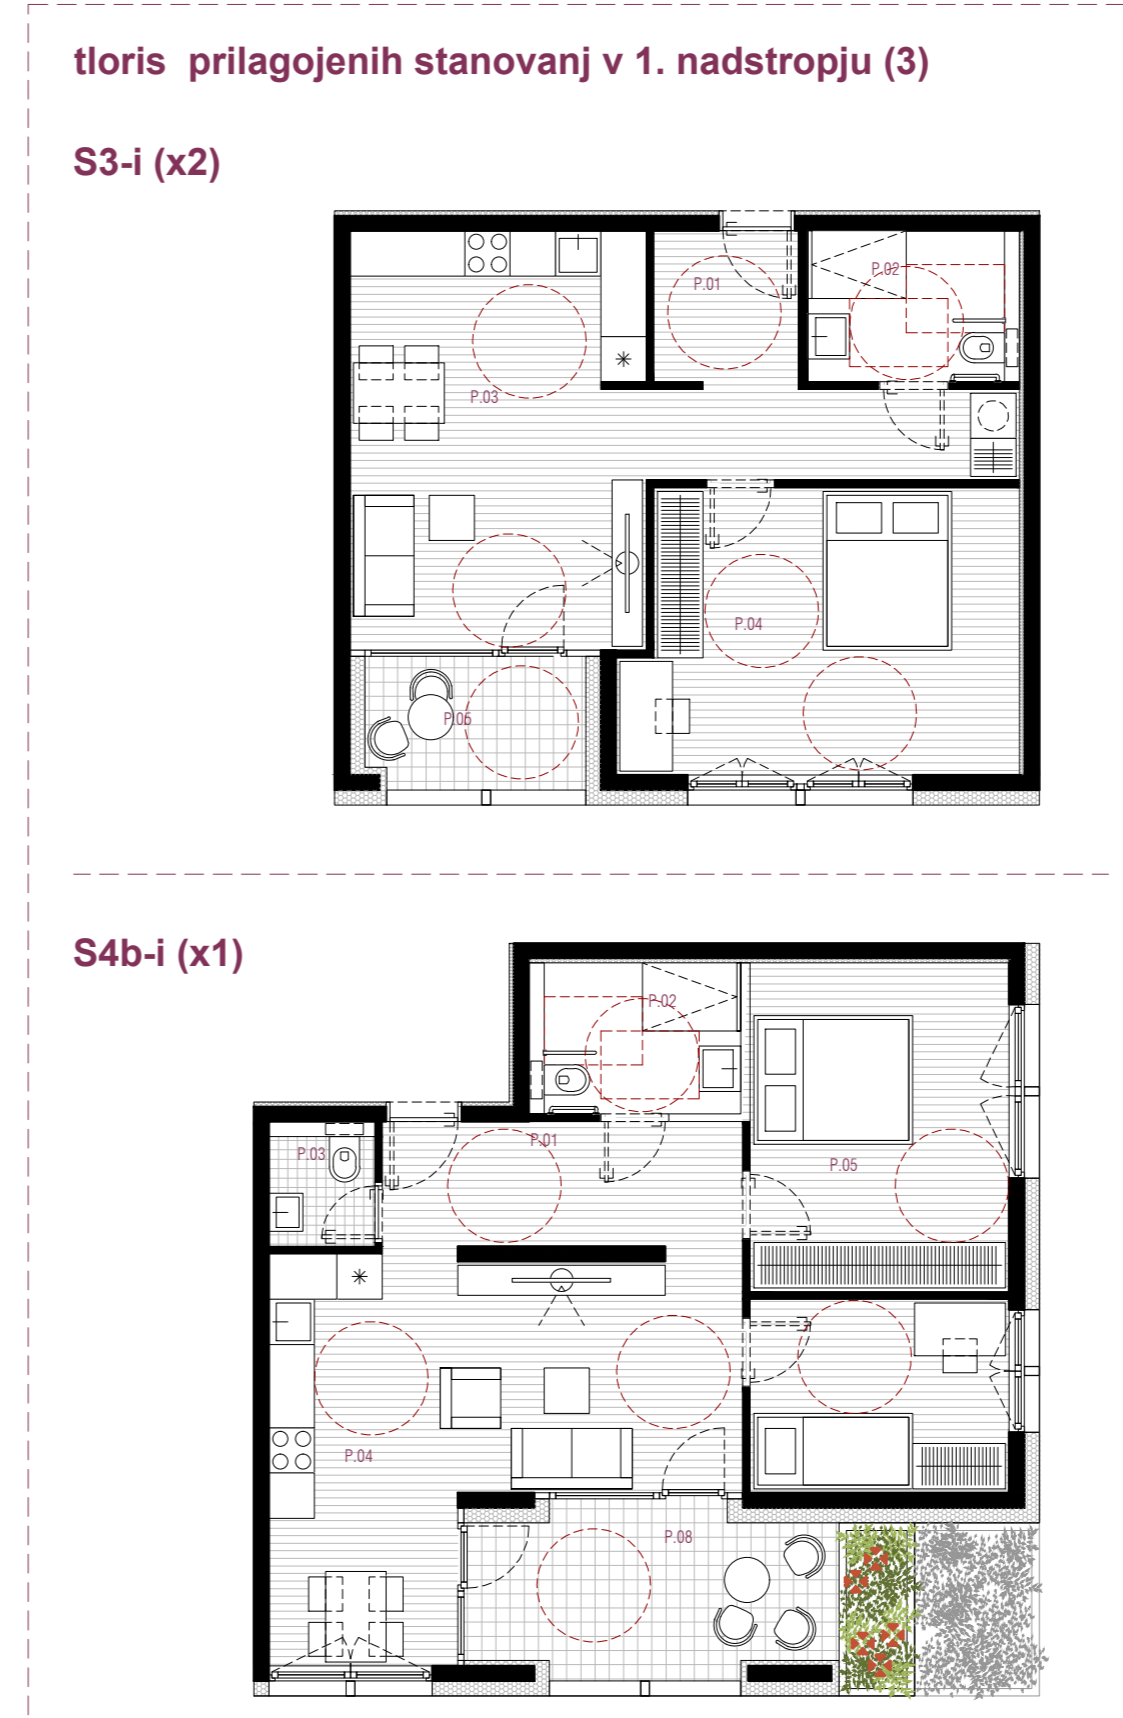 tloris prilagojenih stanovanj v 1. nadstropju (3)
S3-i (x2)
P.01
P.02
P.03
P.04
P.05
S4b-i (x1)
P.02
P.01
P.03
P.05
P.04
P.08